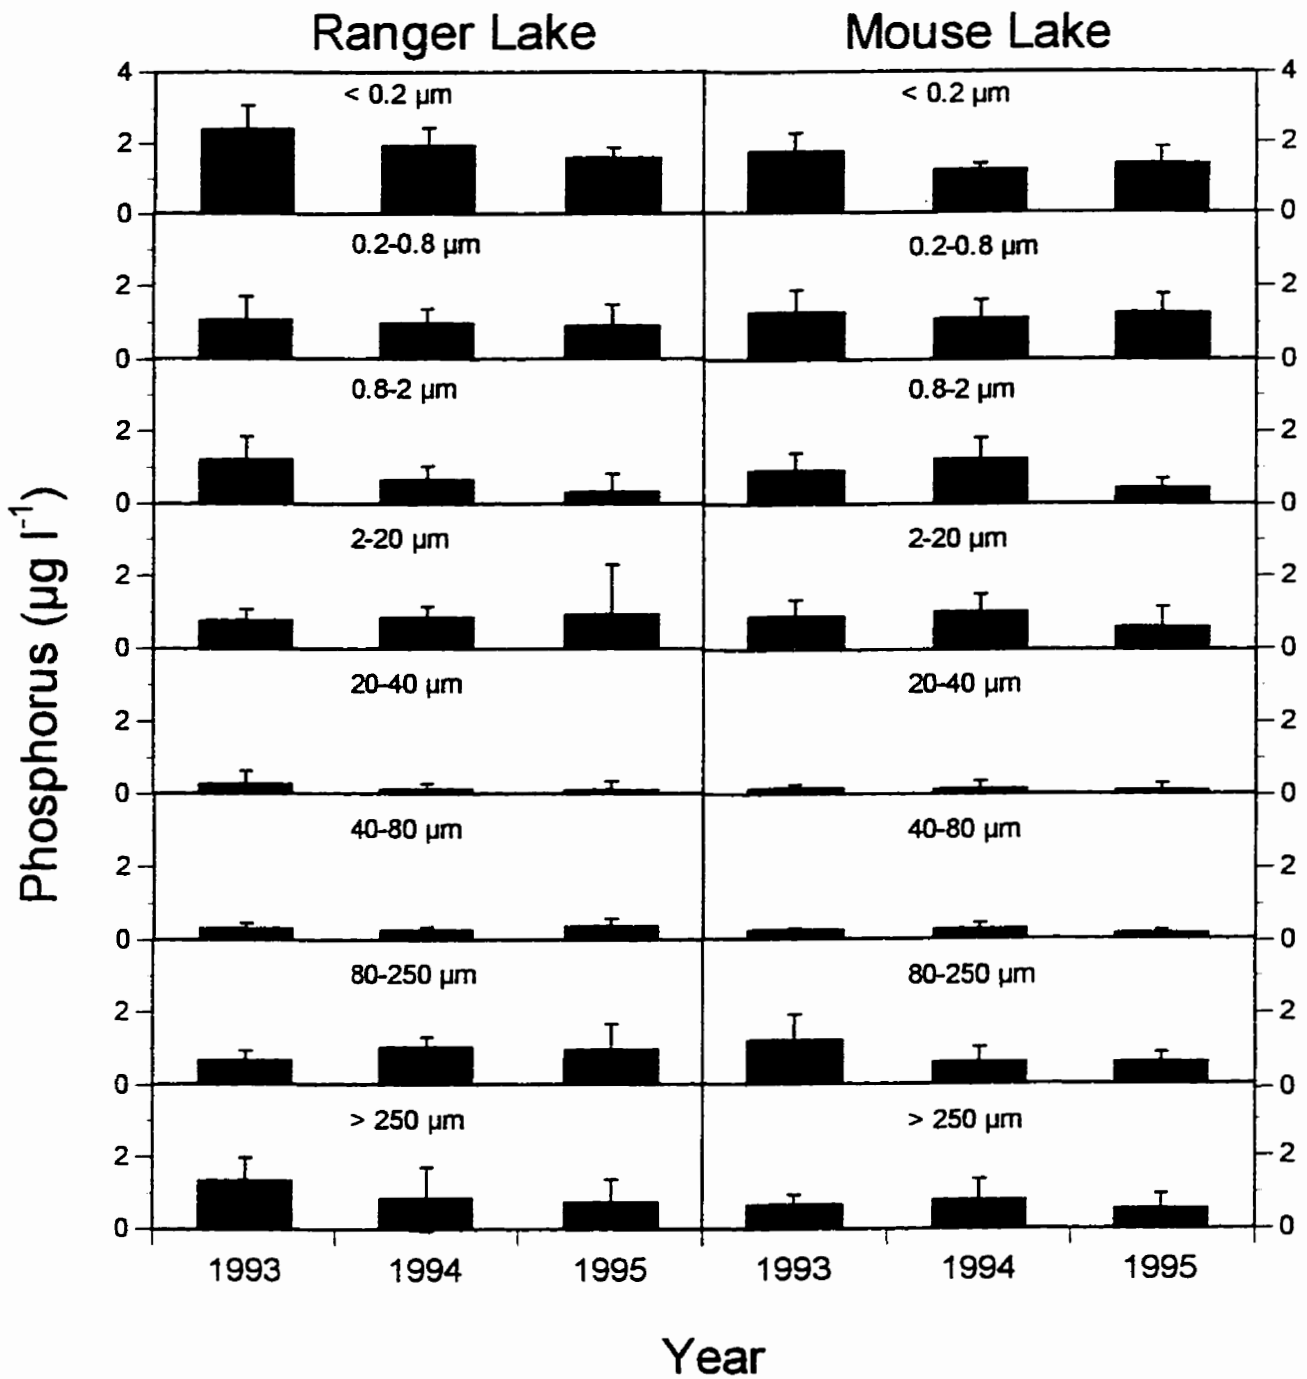 Ranger Lake Mouse Lake
4 < 0.2 µm < 0.2 µm 4
2 2
0 0
0.2-0.8 µm 0.2-0.8 µm
2 2
0 0
0.8-2 µm 0.8-2 µm
2 2
0 0
2-20 µm 2-20 µm
2 2
0 0
20-40 µm 20-40 µm
2 2
0 0
40-80 µm 40-80 µm
2 2
0 0
80-250 µm 80-250 µm
2 2
0 0
> 250 µm > 250 µm
2 2
0 0
Phosphorus (µg l⁻¹)
1993 1994 1995 1993 1994 1995
Year